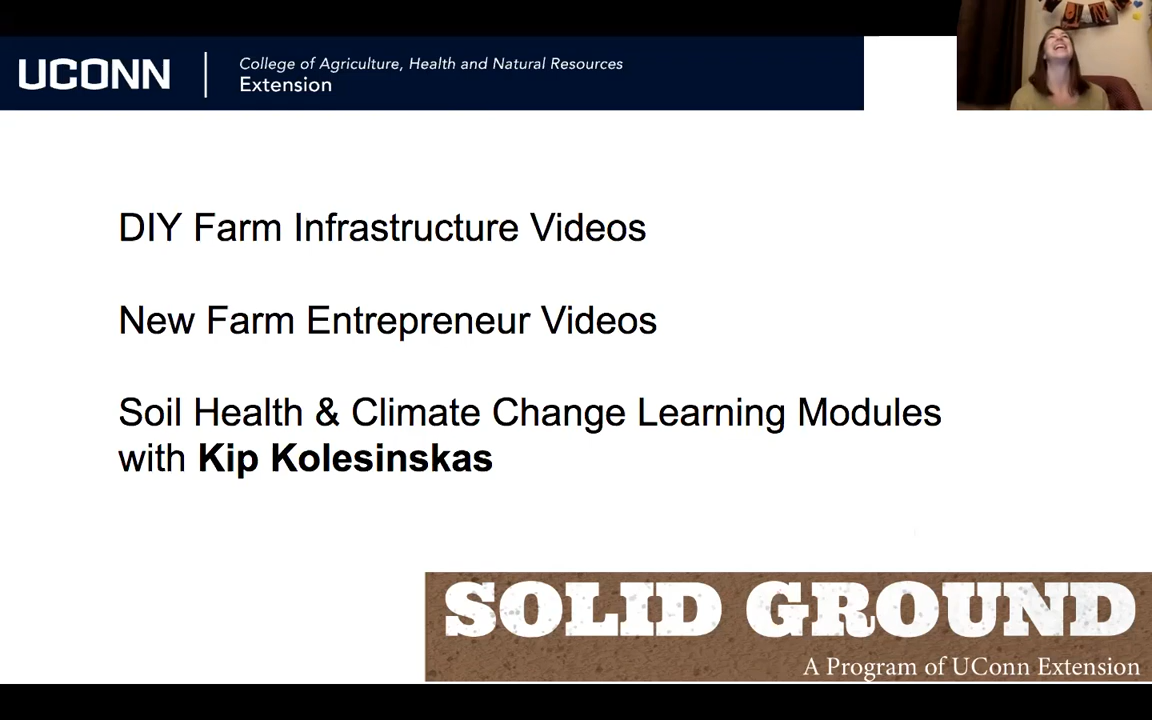 UCONN
College of Agriculture, Health and Natural Resources
Extension
DIY Farm Infrastructure Videos
New Farm Entrepreneur Videos
Soil Health & Climate Change Learning Modules
with Kip Kolesinskas
SOLID GROUND
A Program of UConn Extension